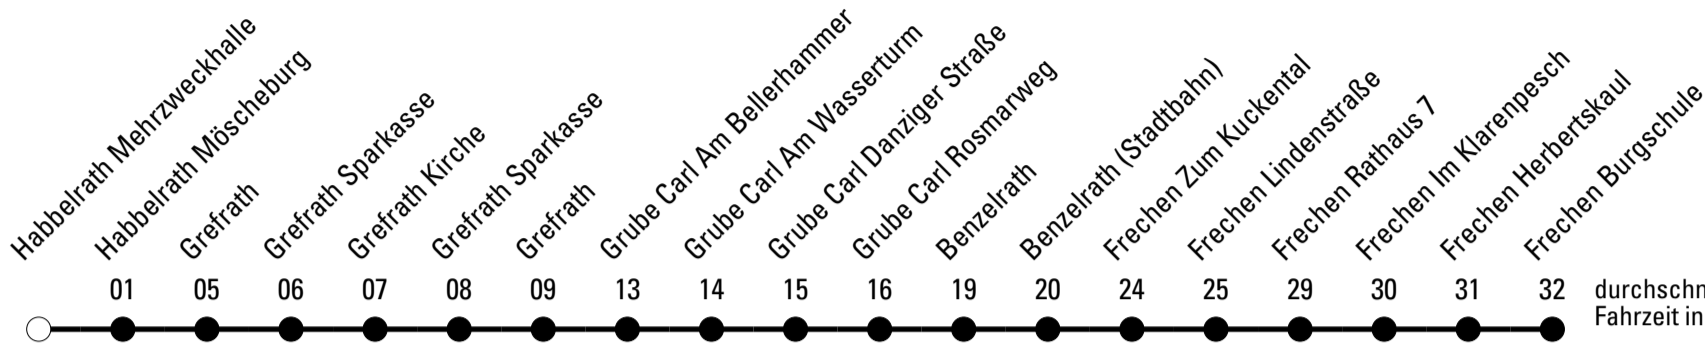 Habbelrath Mehrzweckhalle
Habbelrath Möscheburg
Grefrath
Grefrath Sparkasse
Grefrath Kirche
Grefrath Sparkasse
Grefrath
Grube Carl Am Bellerhammer
Grube Carl Am Wasserturm
Grube Carl Danziger Straße
Grube Carl Rosmarweg
Benzelrath
Benzelrath (Stadtbahn)
Frechen Zum Kuckental
Frechen Lindenstraße
Frechen Rathaus 7
Frechen Im Klarenpesch
Frechen Herbertskaul
Frechen Burgschule
01 05 06 07 08 09 13 14 15 16 19 20 24 25 29 30 31 32
durchschn
Fahrzeit in